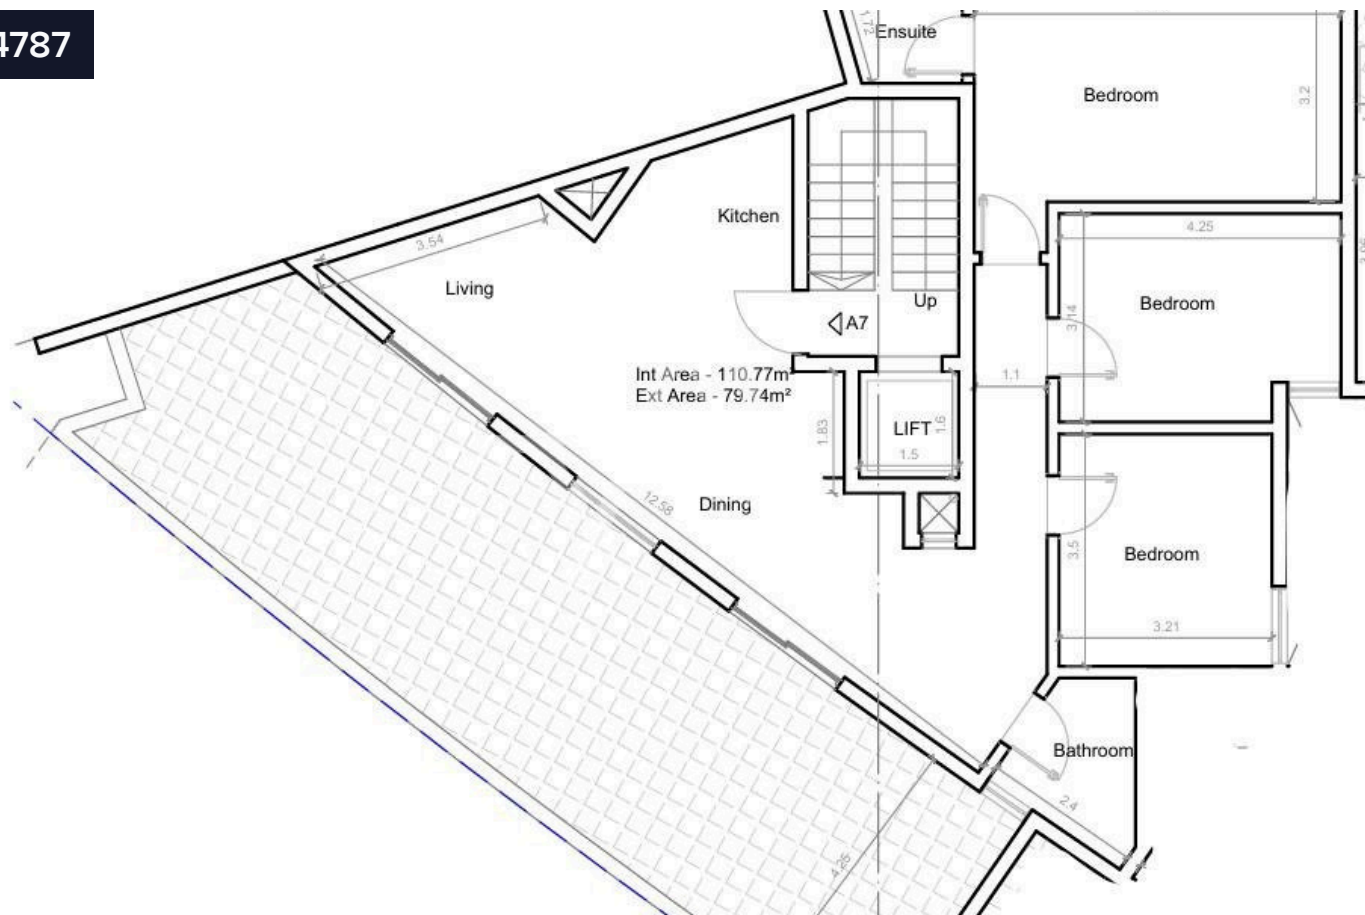 4787
Ensuite
Bedroom
3.2
Kitchen
4.25
3.54
Living
Up
Bedroom
3.14
A7
Int Area - 110.77m²
Ext Area - 79.74m²
1.1
1.83
LIFT
1.6
1.5
12.58
Dining
3.5
Bedroom
3.21
Bathroom
2.4
4.25